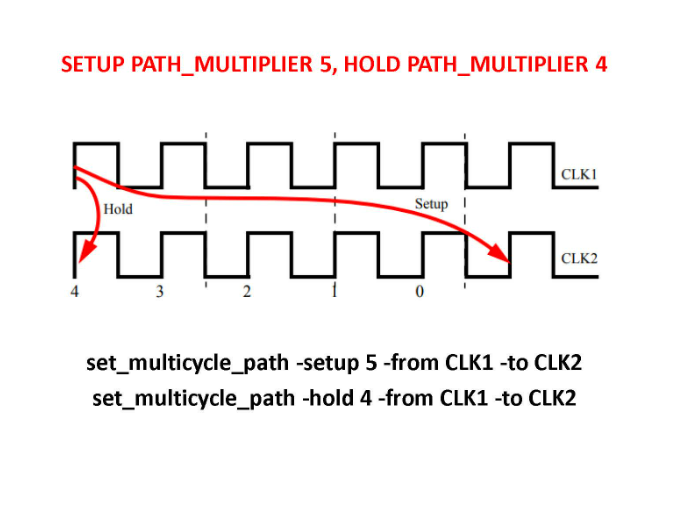 SETUP PATH_MULTIPLIER 5, HOLD PATH_MULTIPLIER 4
CLK1
Hold
Setup
CLK2
4 3 2 1 0
set_multicycle_path -setup 5 -from CLK1 -to CLK2
set_multicycle_path -hold 4 -from CLK1 -to CLK2